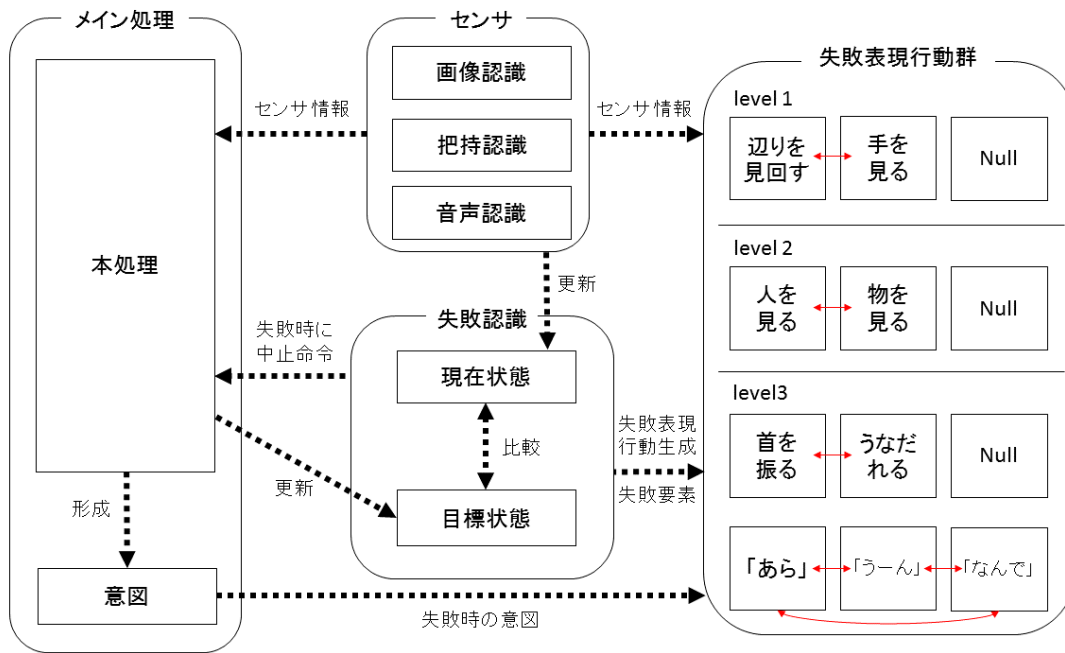 メイン処理
本処理
形成
意図
センサ
画像認識
把持認識
音声認識
センサ情報
センサ情報
更新
失敗時に
中止命令
更新
失敗認識
現在状態
比較
目標状態
失敗表現
行動生成
失敗要素
失敗時の意図
失敗表現行動群
level 1
辺りを
見回す
手を
見る
Null
level 2
人を
見る
物を
見る
Null
level3
首を
振る
うなだ
れる
Null
「あら」
「うーん」
「なんで」